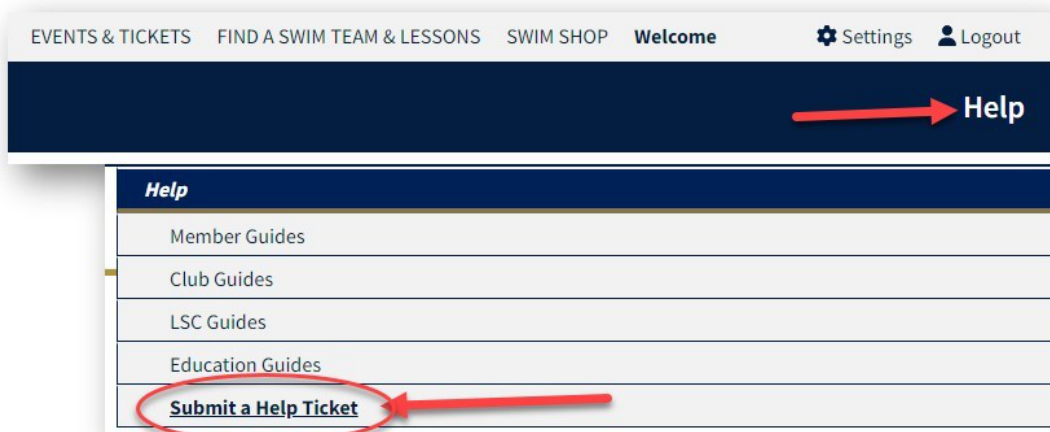 EVENTS & TICKETS FIND A SWIM TEAM & LESSONS SWIM SHOP Welcome Settings Logout
Help
Help
Member Guides
Club Guides
LSC Guides
Education Guides
Submit a Help Ticket